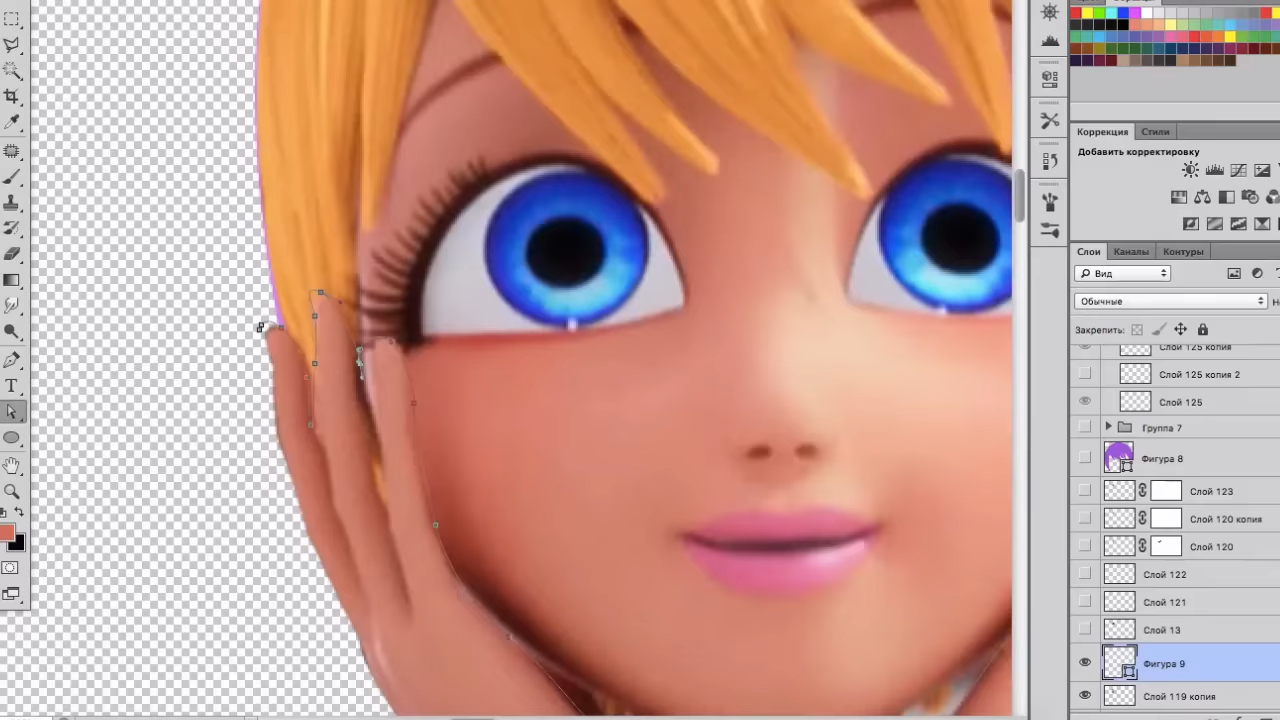 Коррекция Стили
Добавить корректировку
Слои Каналы Контуры
Вид
Обычные
Закрепить:
Слой 125 копия
Слой 125 копия 2
Слой 125
Группа 7
Фигура 8
Слой 123
Слой 120 копия
Слой 120
Слой 122
Слой 121
Слой 13
Фигура 9
Слой 119 копия